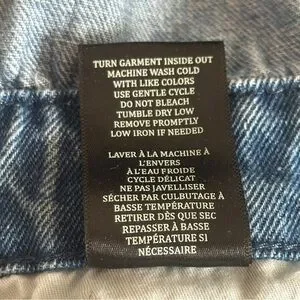 TURN GARMENT INSIDE OUT
MACHINE WASH COLD
WITH LIKE COLORS
USE GENTLE CYCLE
DO NOT BLEACH
TUMBLE DRY LOW
REMOVE PROMPTLY
LOW IRON IF NEEDED
LAVER À LA MACHINE À
L'ENVERS
À L'EAU FROIDE
CYCLE DÉLICAT
NE PAS JAVELLISER
SÉCHER PAR CULBUTAGE À
BASSE TEMPÉRATURE
RETIRER DÈS QUE SEC
REPASSER À BASSE
TEMPÉRATURE SI
NÉCESSAIRE